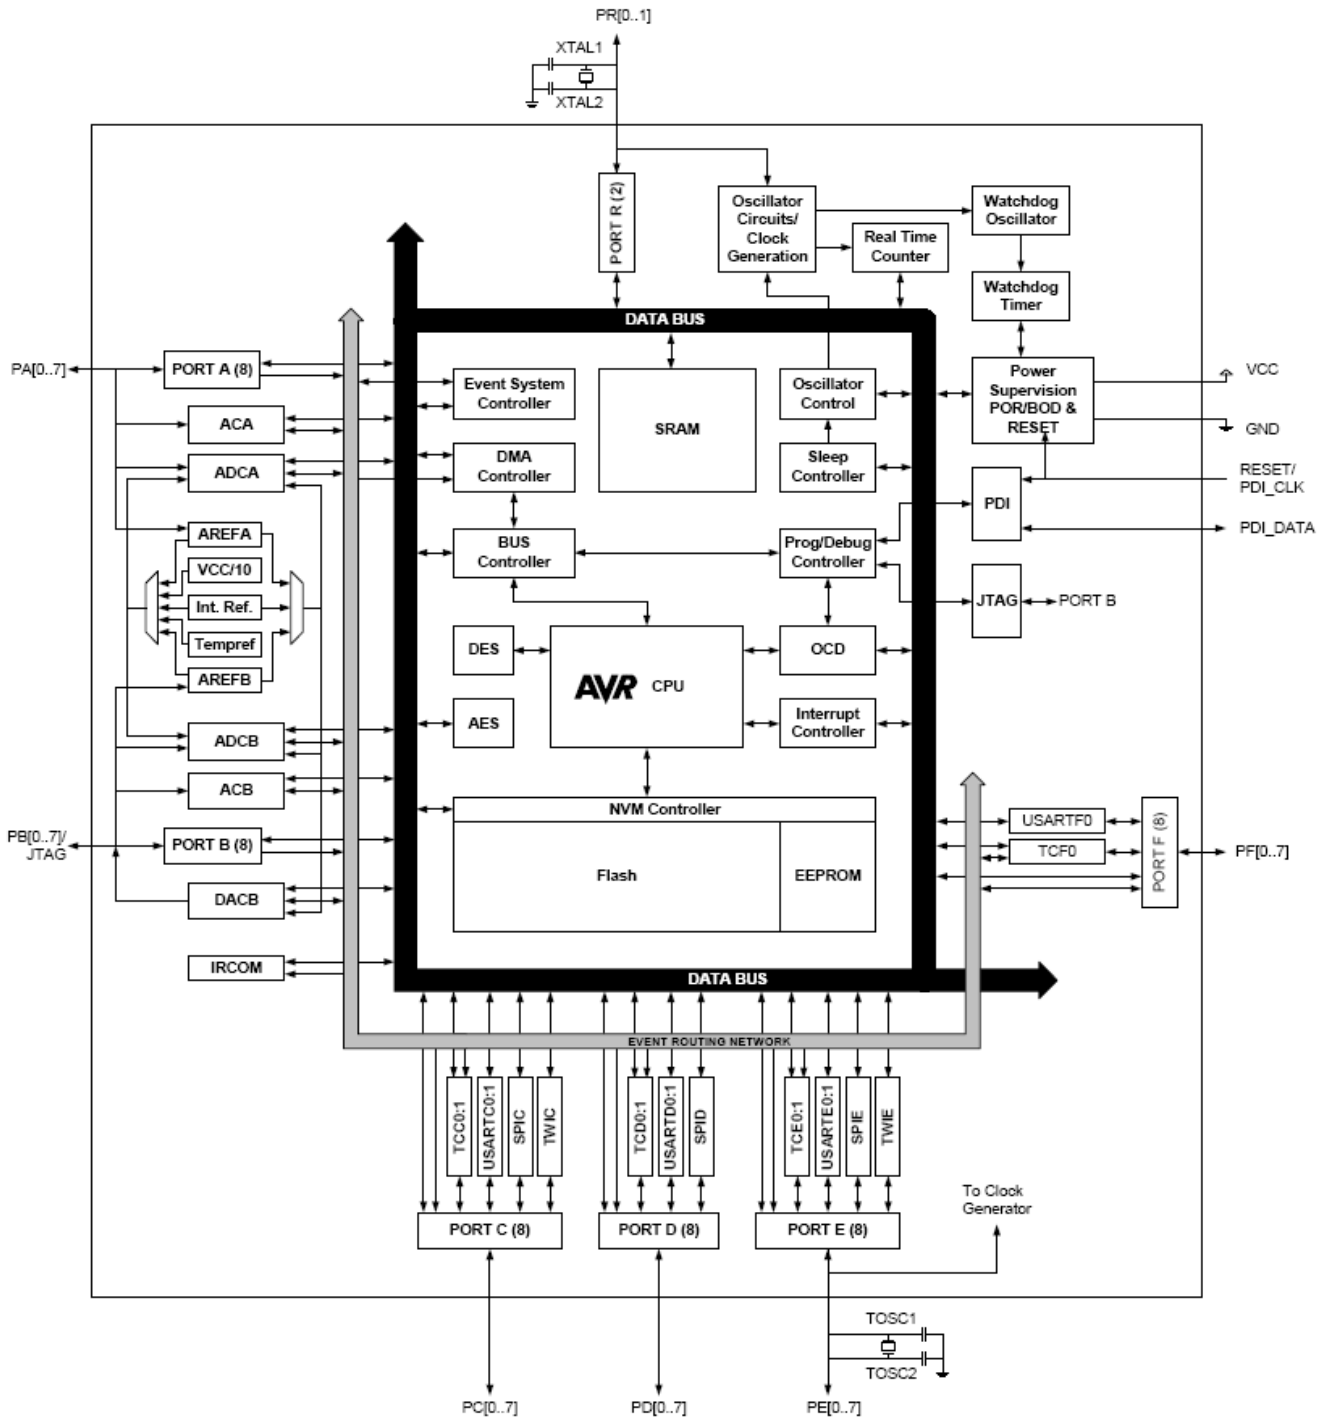 PR[0..1]
XTAL1
XTAL2
PORT R (2)
Oscillator
Circuits/
Clock
Generation
Watchdog
Oscillator
Real Time
Counter
Watchdog
Timer
DATA BUS
PA[0..7]
PORT A (8)
Event System
Controller
SRAM
Oscillator
Control
Power
Supervision
POR/BOD &
RESET
VCC
GND
ACA
ADCA
DMA
Controller
Sleep
Controller
PDI
RESET/
PDI_CLK
PDI_DATA
AREFA
VCC/10
Int. Ref.
Tempref
AREFB
BUS
Controller
Prog/Debug
Controller
JTAG
PORT B
DES
AVR CPU
OCD
AES
Interrupt
Controller
ADCB
ACB
NVM Controller
Flash
EEPROM
USARTF0
TCF0
PORT F (8)
PF[0..7]
PB[0..7]/
JTAG
PORT B (8)
DACB
IRCOM
DATA BUS
EVENT ROUTING NETWORK
TCC0:1
USARTC0:1
SPIC
TWIC
TCD0:1
USARTD0:1
SPID
TCE0:1
USARTE0:1
SPIE
TWIE
PORT C (8)
PORT D (8)
PORT E (8)
To Clock
Generator
TOSC1
TOSC2
PC[0..7]
PD[0..7]
PE[0..7]